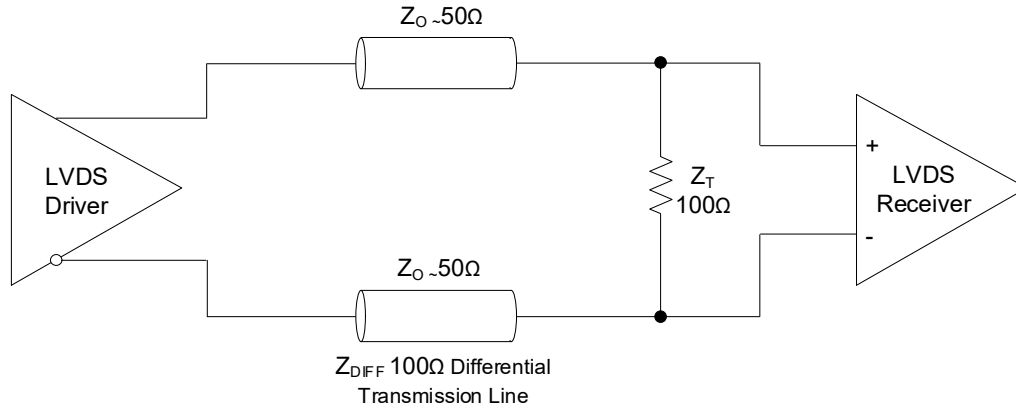 Z_O ~50Ω
LVDS
Driver
Z_T
100Ω
+
-
LVDS
Receiver
Z_O ~50Ω
Z_DIFF 100Ω Differential
Transmission Line